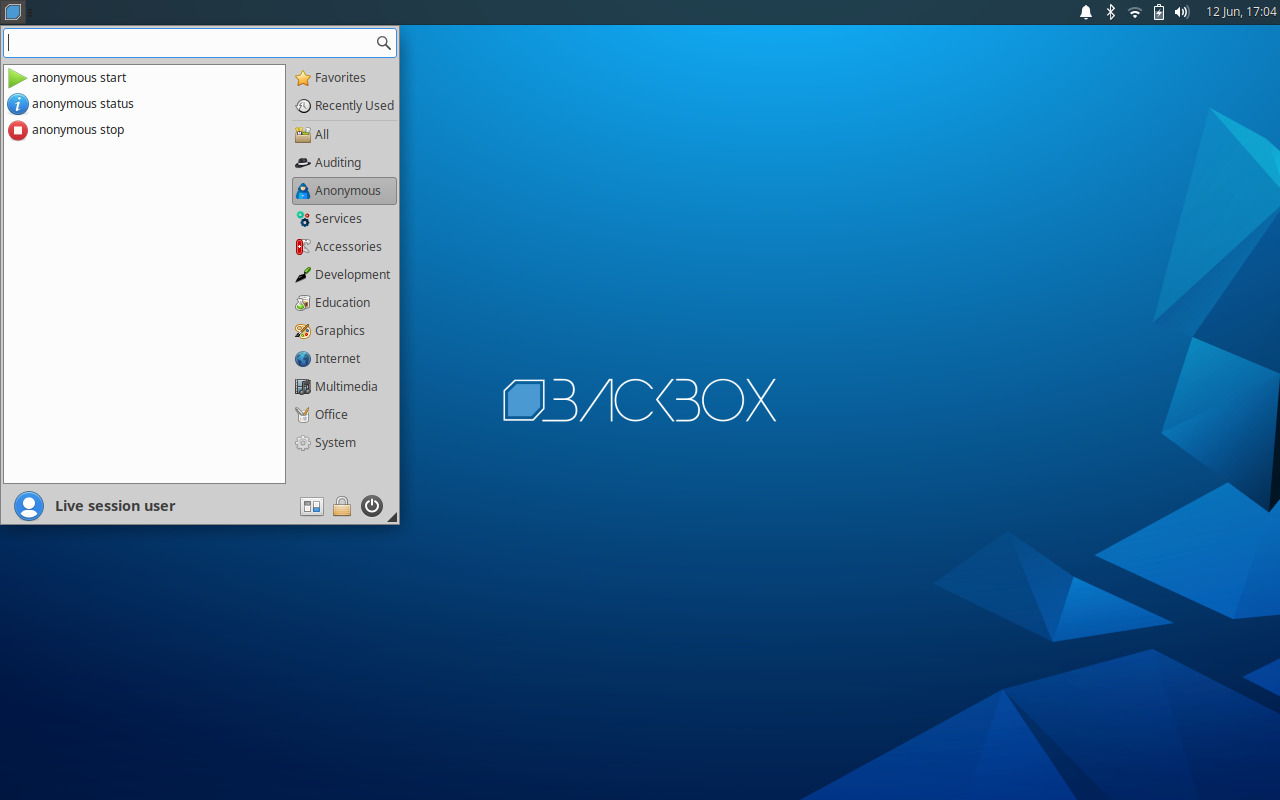 12 Jun, 17:04
anonymous start
anonymous status
anonymous stop
Favorites
Recently Used
All
Auditing
Anonymous
Services
Accessories
Development
Education
Graphics
Internet
Multimedia
Office
System
Live session user
BACKBOX